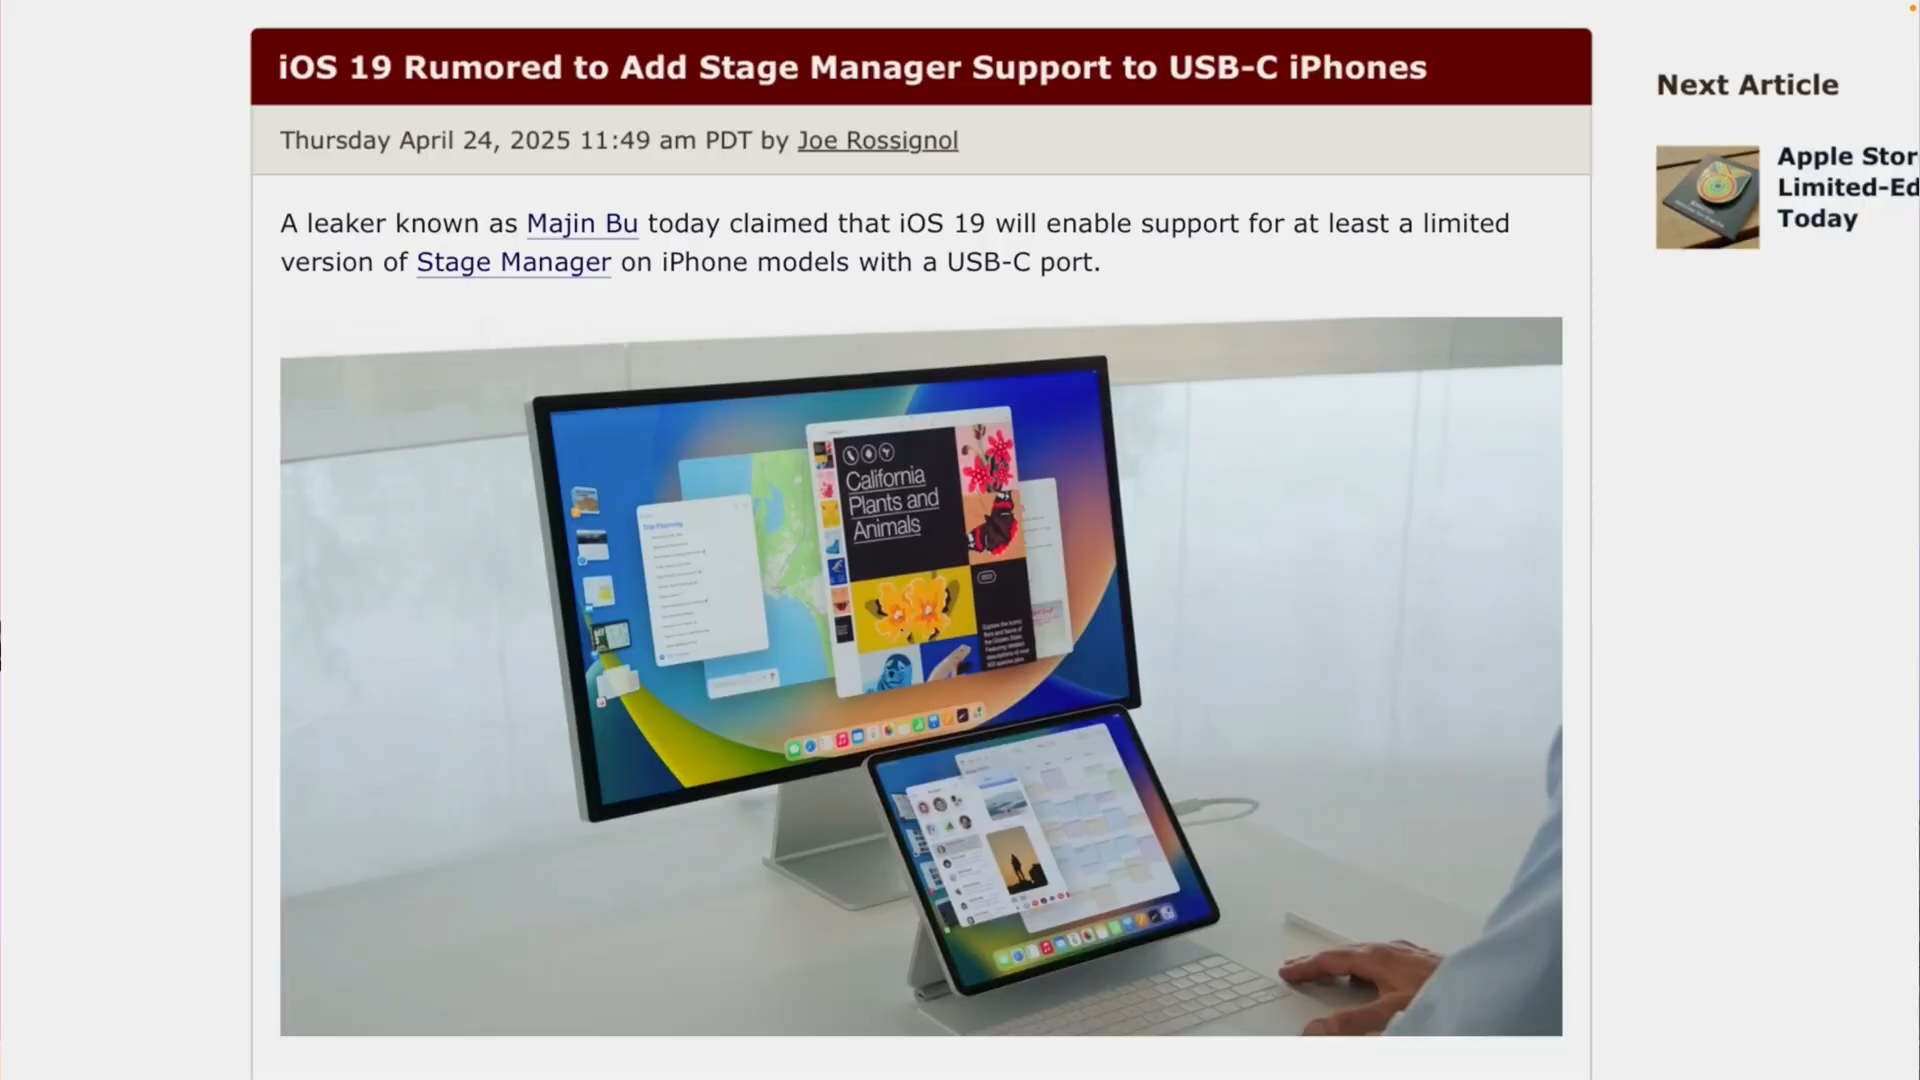 iOS 19 Rumored to Add Stage Manager Support to USB-C iPhones
Thursday April 24, 2025 11:49 am PDT by Joe Rossignol
A leaker known as Majin Bu today claimed that iOS 19 will enable support for at least a limited
version of Stage Manager on iPhone models with a USB-C port.
Next Article
Apple Stor
Limited-Ed
Today
Trip Planning
California
Plants and
Animals